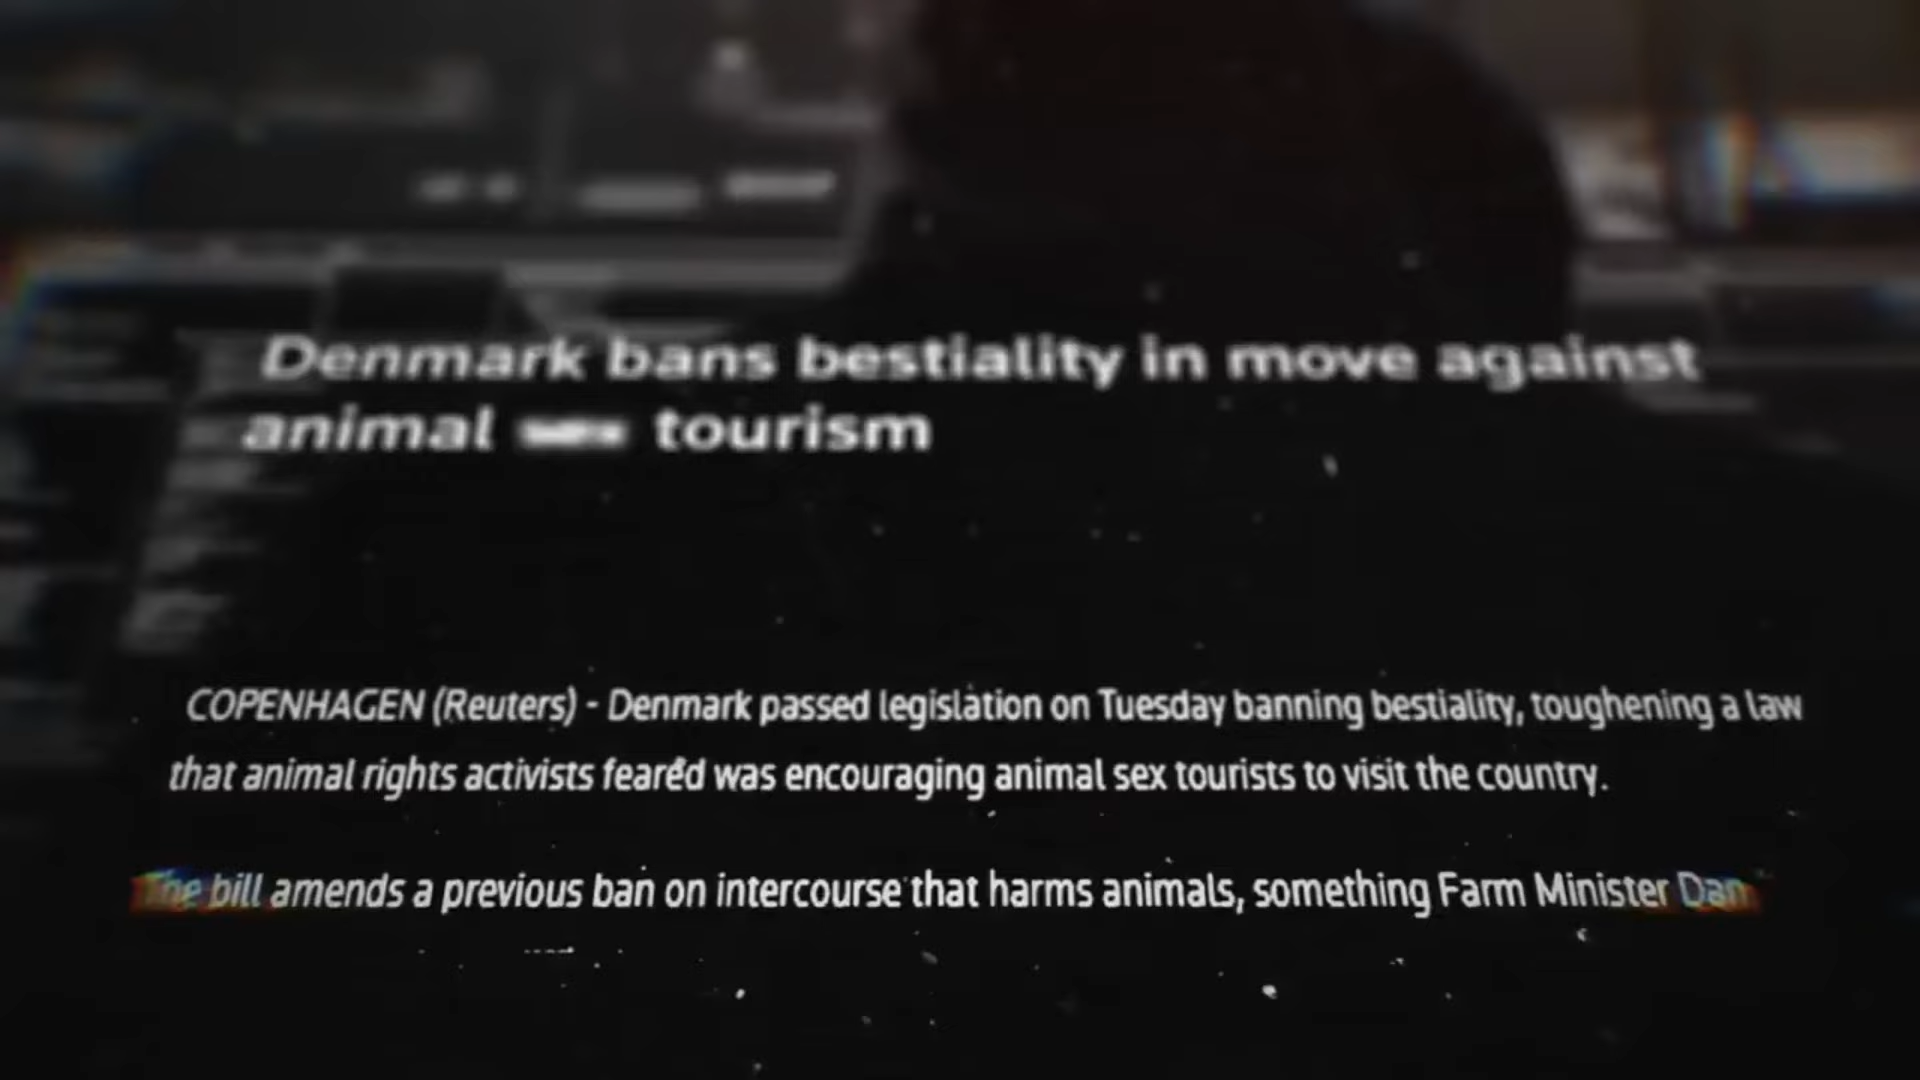 Denmark bans bestiality in move against
animal sex tourism
COPENHAGEN (Reuters) - Denmark passed legislation on Tuesday banning bestiality, toughening a law
that animal rights activists feared was encouraging animal sex tourists to visit the country.
The bill amends a previous ban on intercourse that harms animals, something Farm Minister Dan